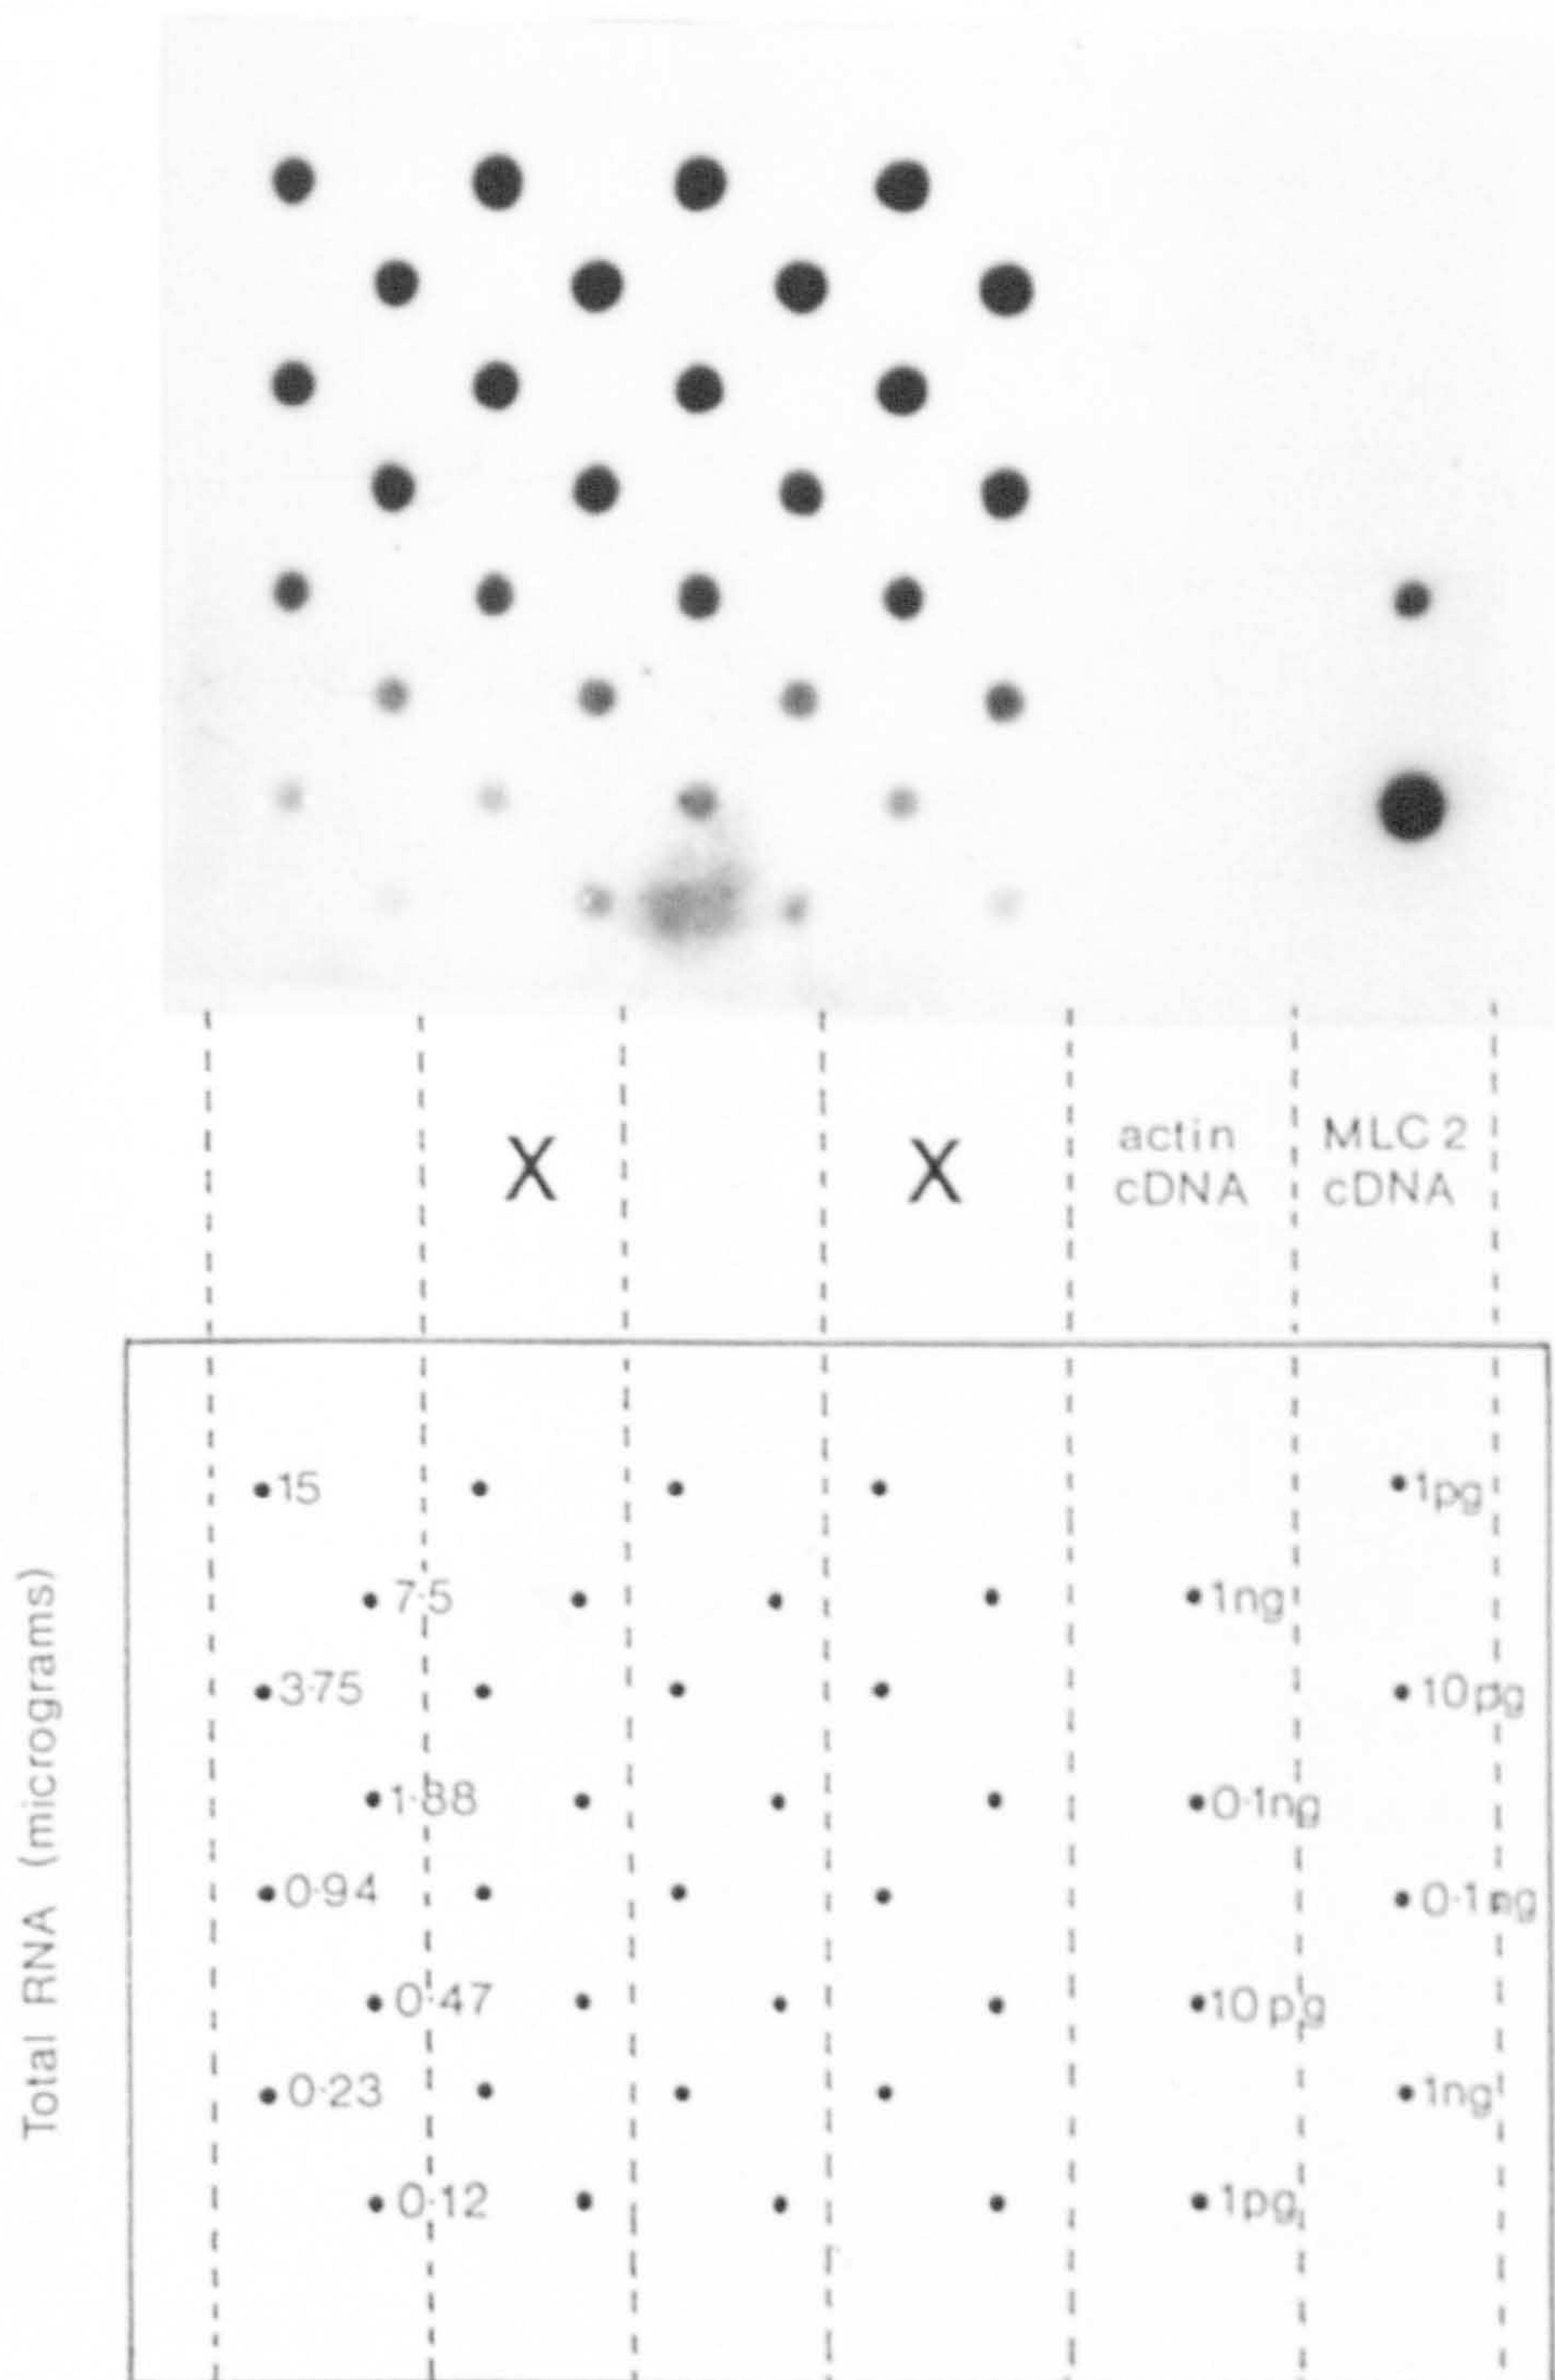 X
X
actin
cDNA
MLC 2
cDNA
Total RNA (micrograms)
•15
•1pg
•7·5
•1ng
•3·75
•10pg
•1·88
•0·1ng
•0·94
•0·1ng
•0·47
•10pg
•0·23
•1ng
•0·12
•1pg